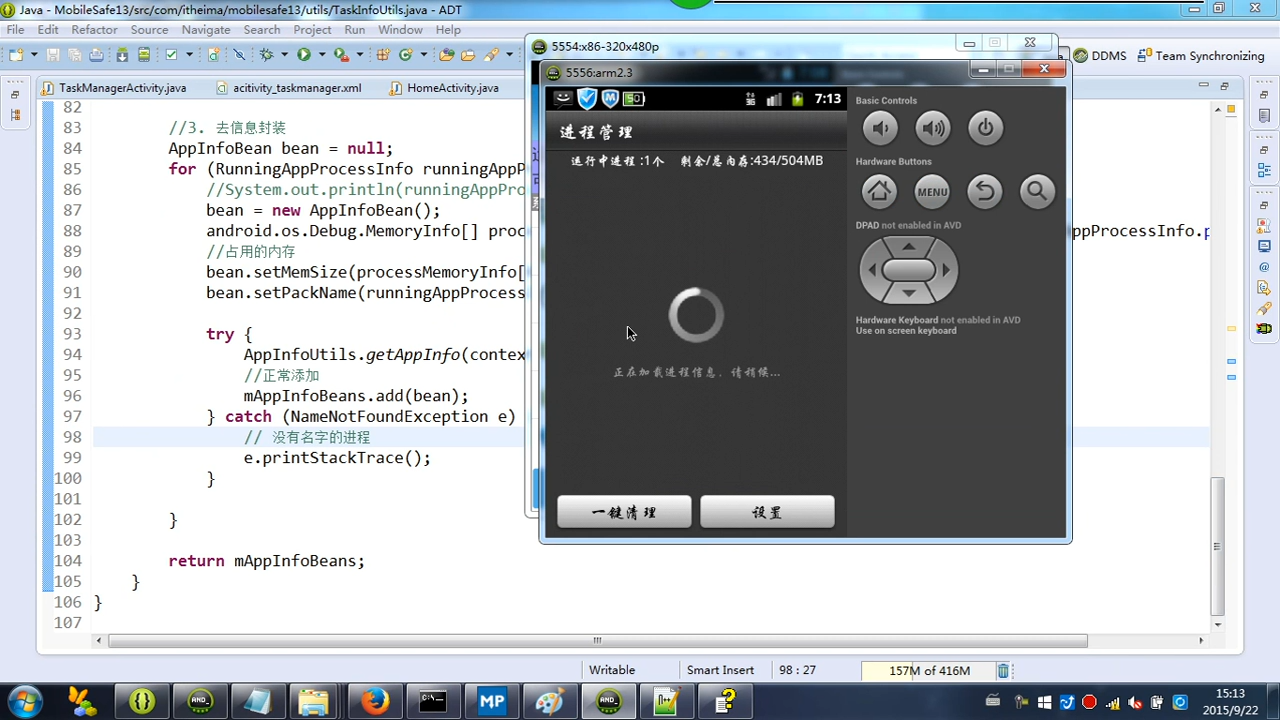 Java - MobileSafe13/src/com/itheima/mobilesafe13/utils/TaskInfoUtils.java - ADT
File Edit Refactor Source Navigate Search Project Run Window Help
DDMS Team Synchronizing
TaskManagerActivity.java acitivity_taskmanager.xml HomeActivity.java
82
83 //3. 去信息封装
84 AppInfoBean bean = null;
85 for (RunningAppProcessInfo runningAppP
86 //System.out.println(runningAppPro
87 bean = new AppInfoBean();
88 android.os.Debug.MemoryInfo[] proc
ppProcessInfo.p
89 //占用的内存
90 bean.setMemSize(processMemoryInfo[
91 bean.setPackName(runningAppProcess
92
93 try {
94 AppInfoUtils.getAppInfo(contex
95 //正常添加
96 mAppInfoBeans.add(bean);
97 } catch (NameNotFoundException e)
98 // 没有名字的进程
99 e.printStackTrace();
100 }
101
102 }
103
104 return mAppInfoBeans;
105 }
106 }
107
5554:x86-320x480p
5556:arm2.3
7:13
进程管理
运行中进程:1个 剩余/总内存:434/504MB
正在加载进程信息, 请稍候...
一键清理 设置
Basic Controls
Hardware Buttons
MENU
DPAD not enabled in AVD
Hardware Keyboard not enabled in AVD
Use on screen keyboard
Writable Smart Insert 98 : 27 157M of 416M
MP
15:13
2015/9/22